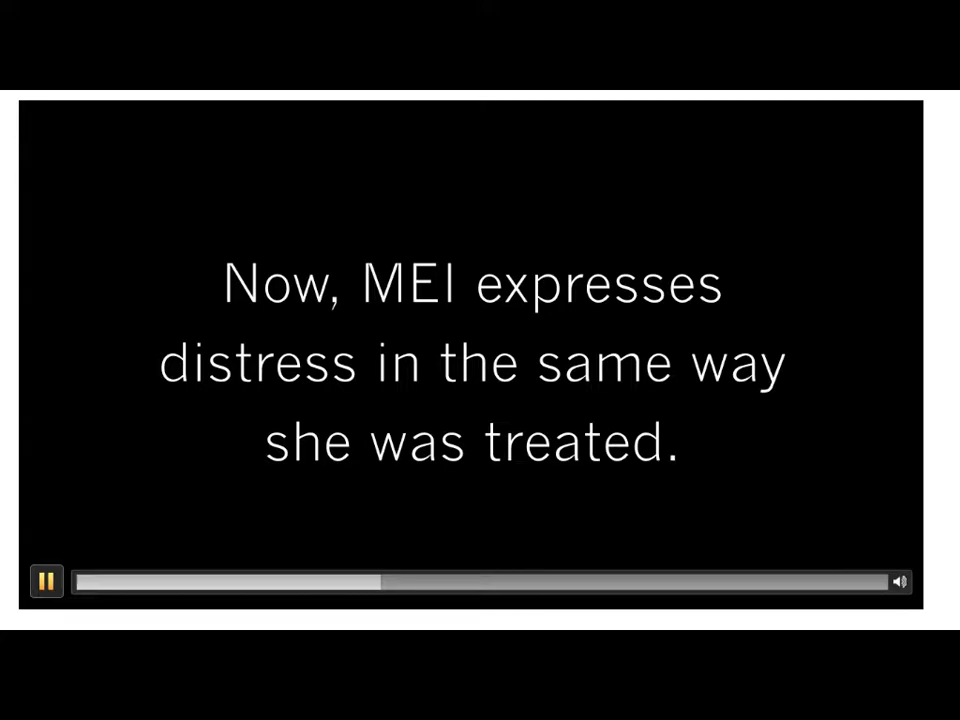 Now, MEI expresses
distress in the same way
she was treated.